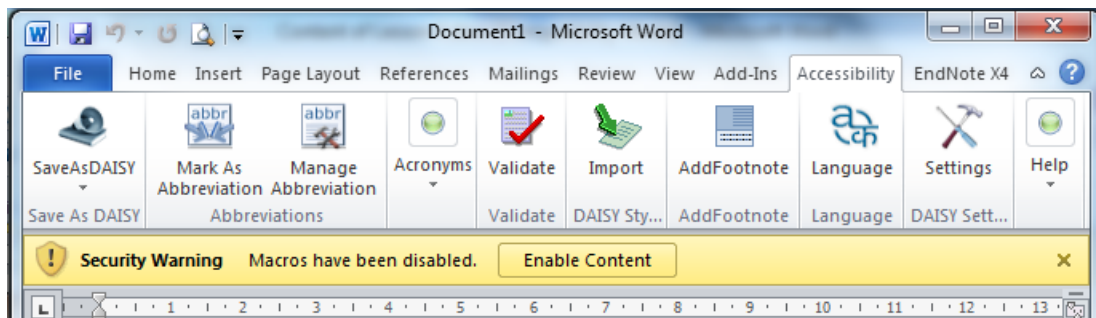 W Document1 - Microsoft Word
File Home Insert Page Layout References Mailings Review View Add-Ins Accessibility EndNote X4 ?
abbr abbr
SaveAsDAISY Mark As Abbreviation Manage Abbreviation Acronyms Validate Import AddFootnote Language Settings Help
Save As DAISY Abbreviations Validate DAISY Sty... AddFootnote Language DAISY Sett...
! Security Warning Macros have been disabled. Enable Content
L 1 2 3 4 5 6 7 8 9 10 11 12 13